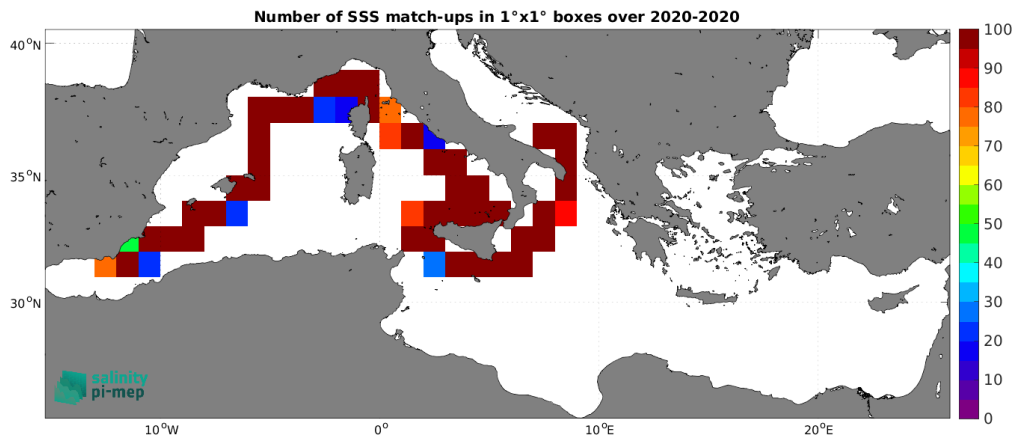 Number of SSS match-ups in 1°x1° boxes over 2020-2020
40°N
35°N
30°N
10°W
0°
10°E
20°E
100
90
80
70
60
50
40
30
20
10
0
salinity
pi-mep